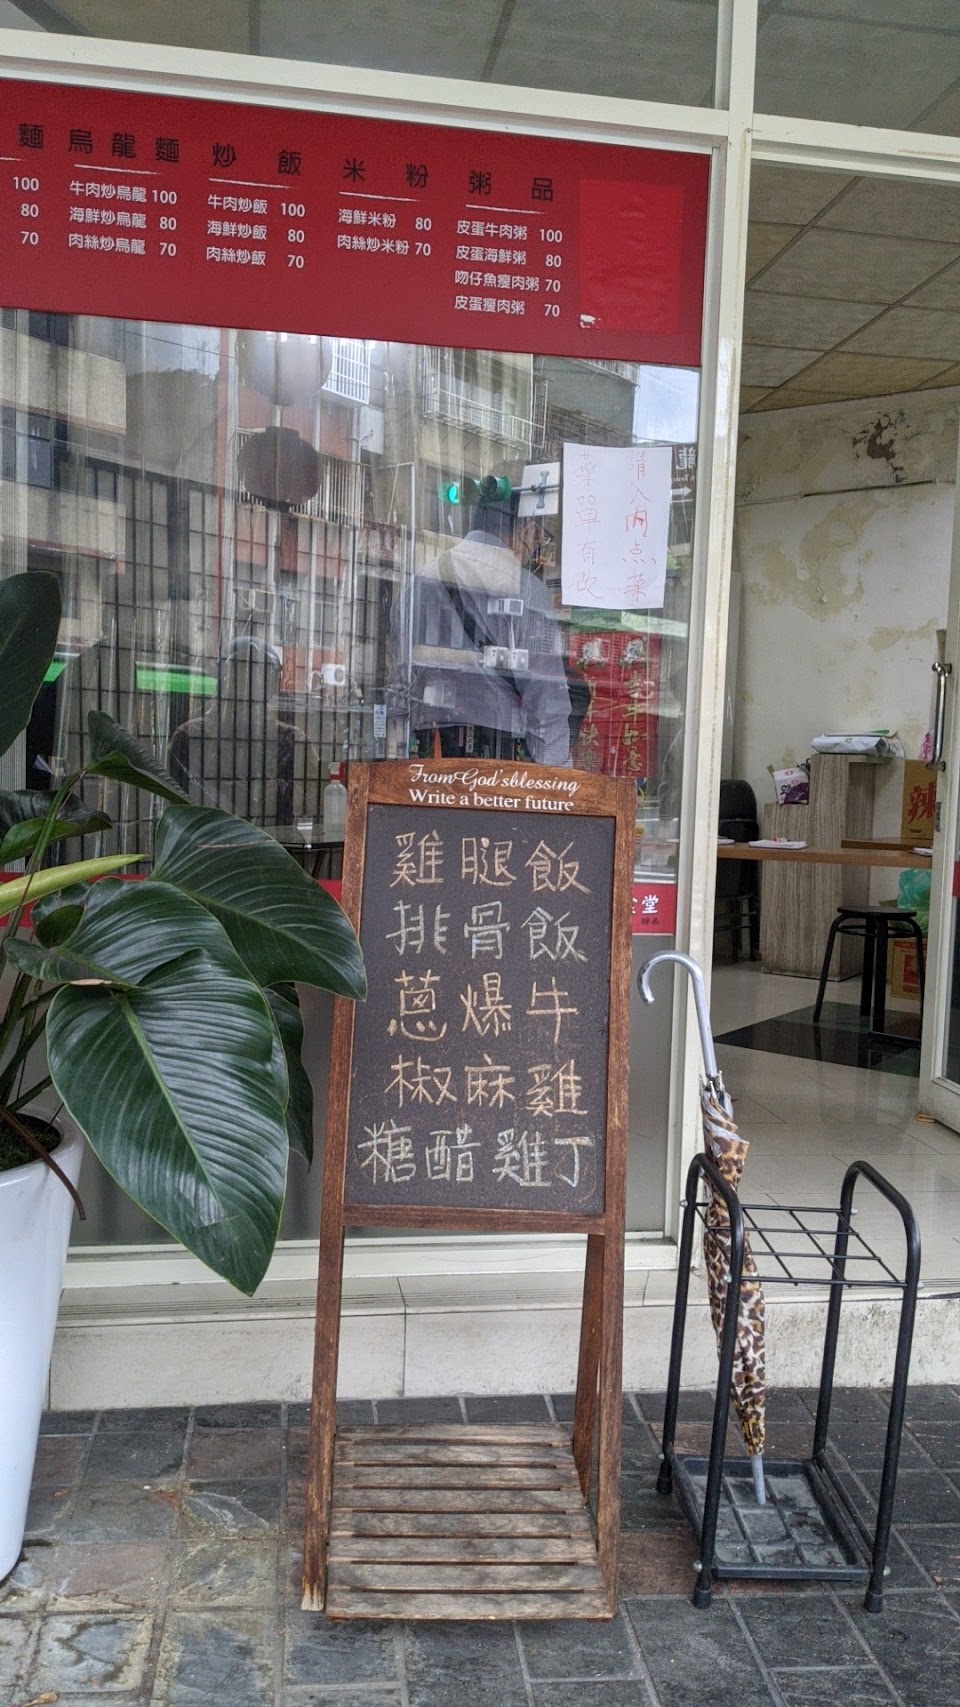 麵 烏龍麵 炒飯 米粉 粥品
100 牛肉炒烏龍 100 牛肉炒飯 100 海鮮米粉 80 皮蛋牛肉粥 100
80 海鮮炒烏龍 80 海鮮炒飯 80 肉絲炒米粉 70 皮蛋海鮮粥 80
70 肉絲炒烏龍 70 肉絲炒飯 70 吻仔魚瘦肉粥 70
皮蛋瘦肉粥 70
請入內点菜
菜單有改
From God's blessing
Write a better future
雞腿飯
排骨飯
蔥爆牛
椒麻雞
糖醋雞丁
堂